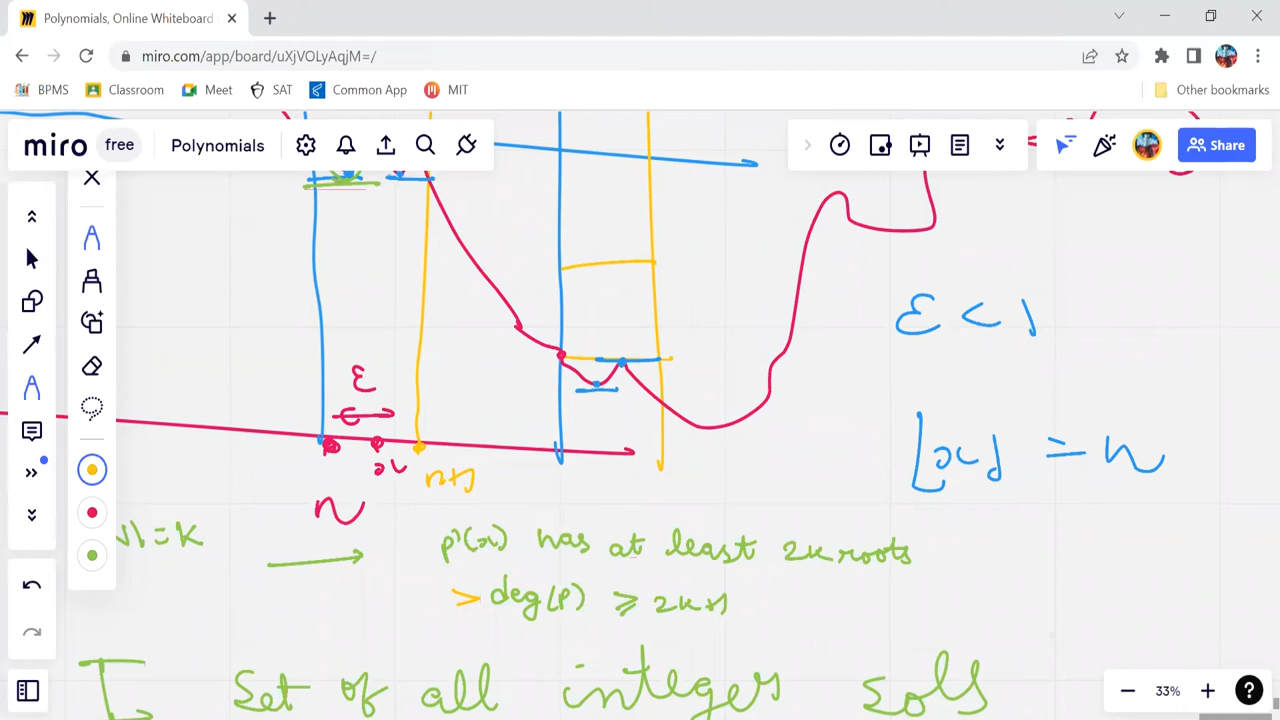 Polynomials, Online Whiteboard
miro.com/app/board/uXjVOLyAqjM=/
BPMS Classroom Meet SAT Common App MIT Other bookmarks
miro free Polynomials Share
ε < 1
ε
⌊x⌋ = n
x
n+1
n
= K
p'(x) has at least 2k roots
> deg(P) ≥ 2k+1
Set of all integer sols
33%